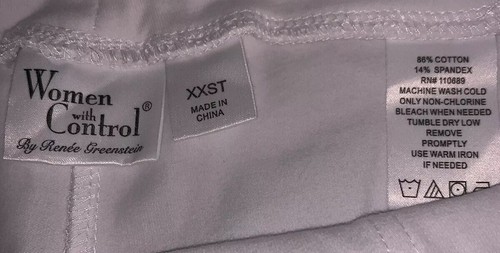 Women
with
Control®
By Renée Greenstein
XXST
MADE IN
CHINA
86% COTTON
14% SPANDEX
RN# 110689
MACHINE WASH COLD
ONLY NON-CHLORINE
BLEACH WHEN NEEDED
TUMBLE DRY LOW
REMOVE
PROMPTLY
USE WARM IRON
IF NEEDED